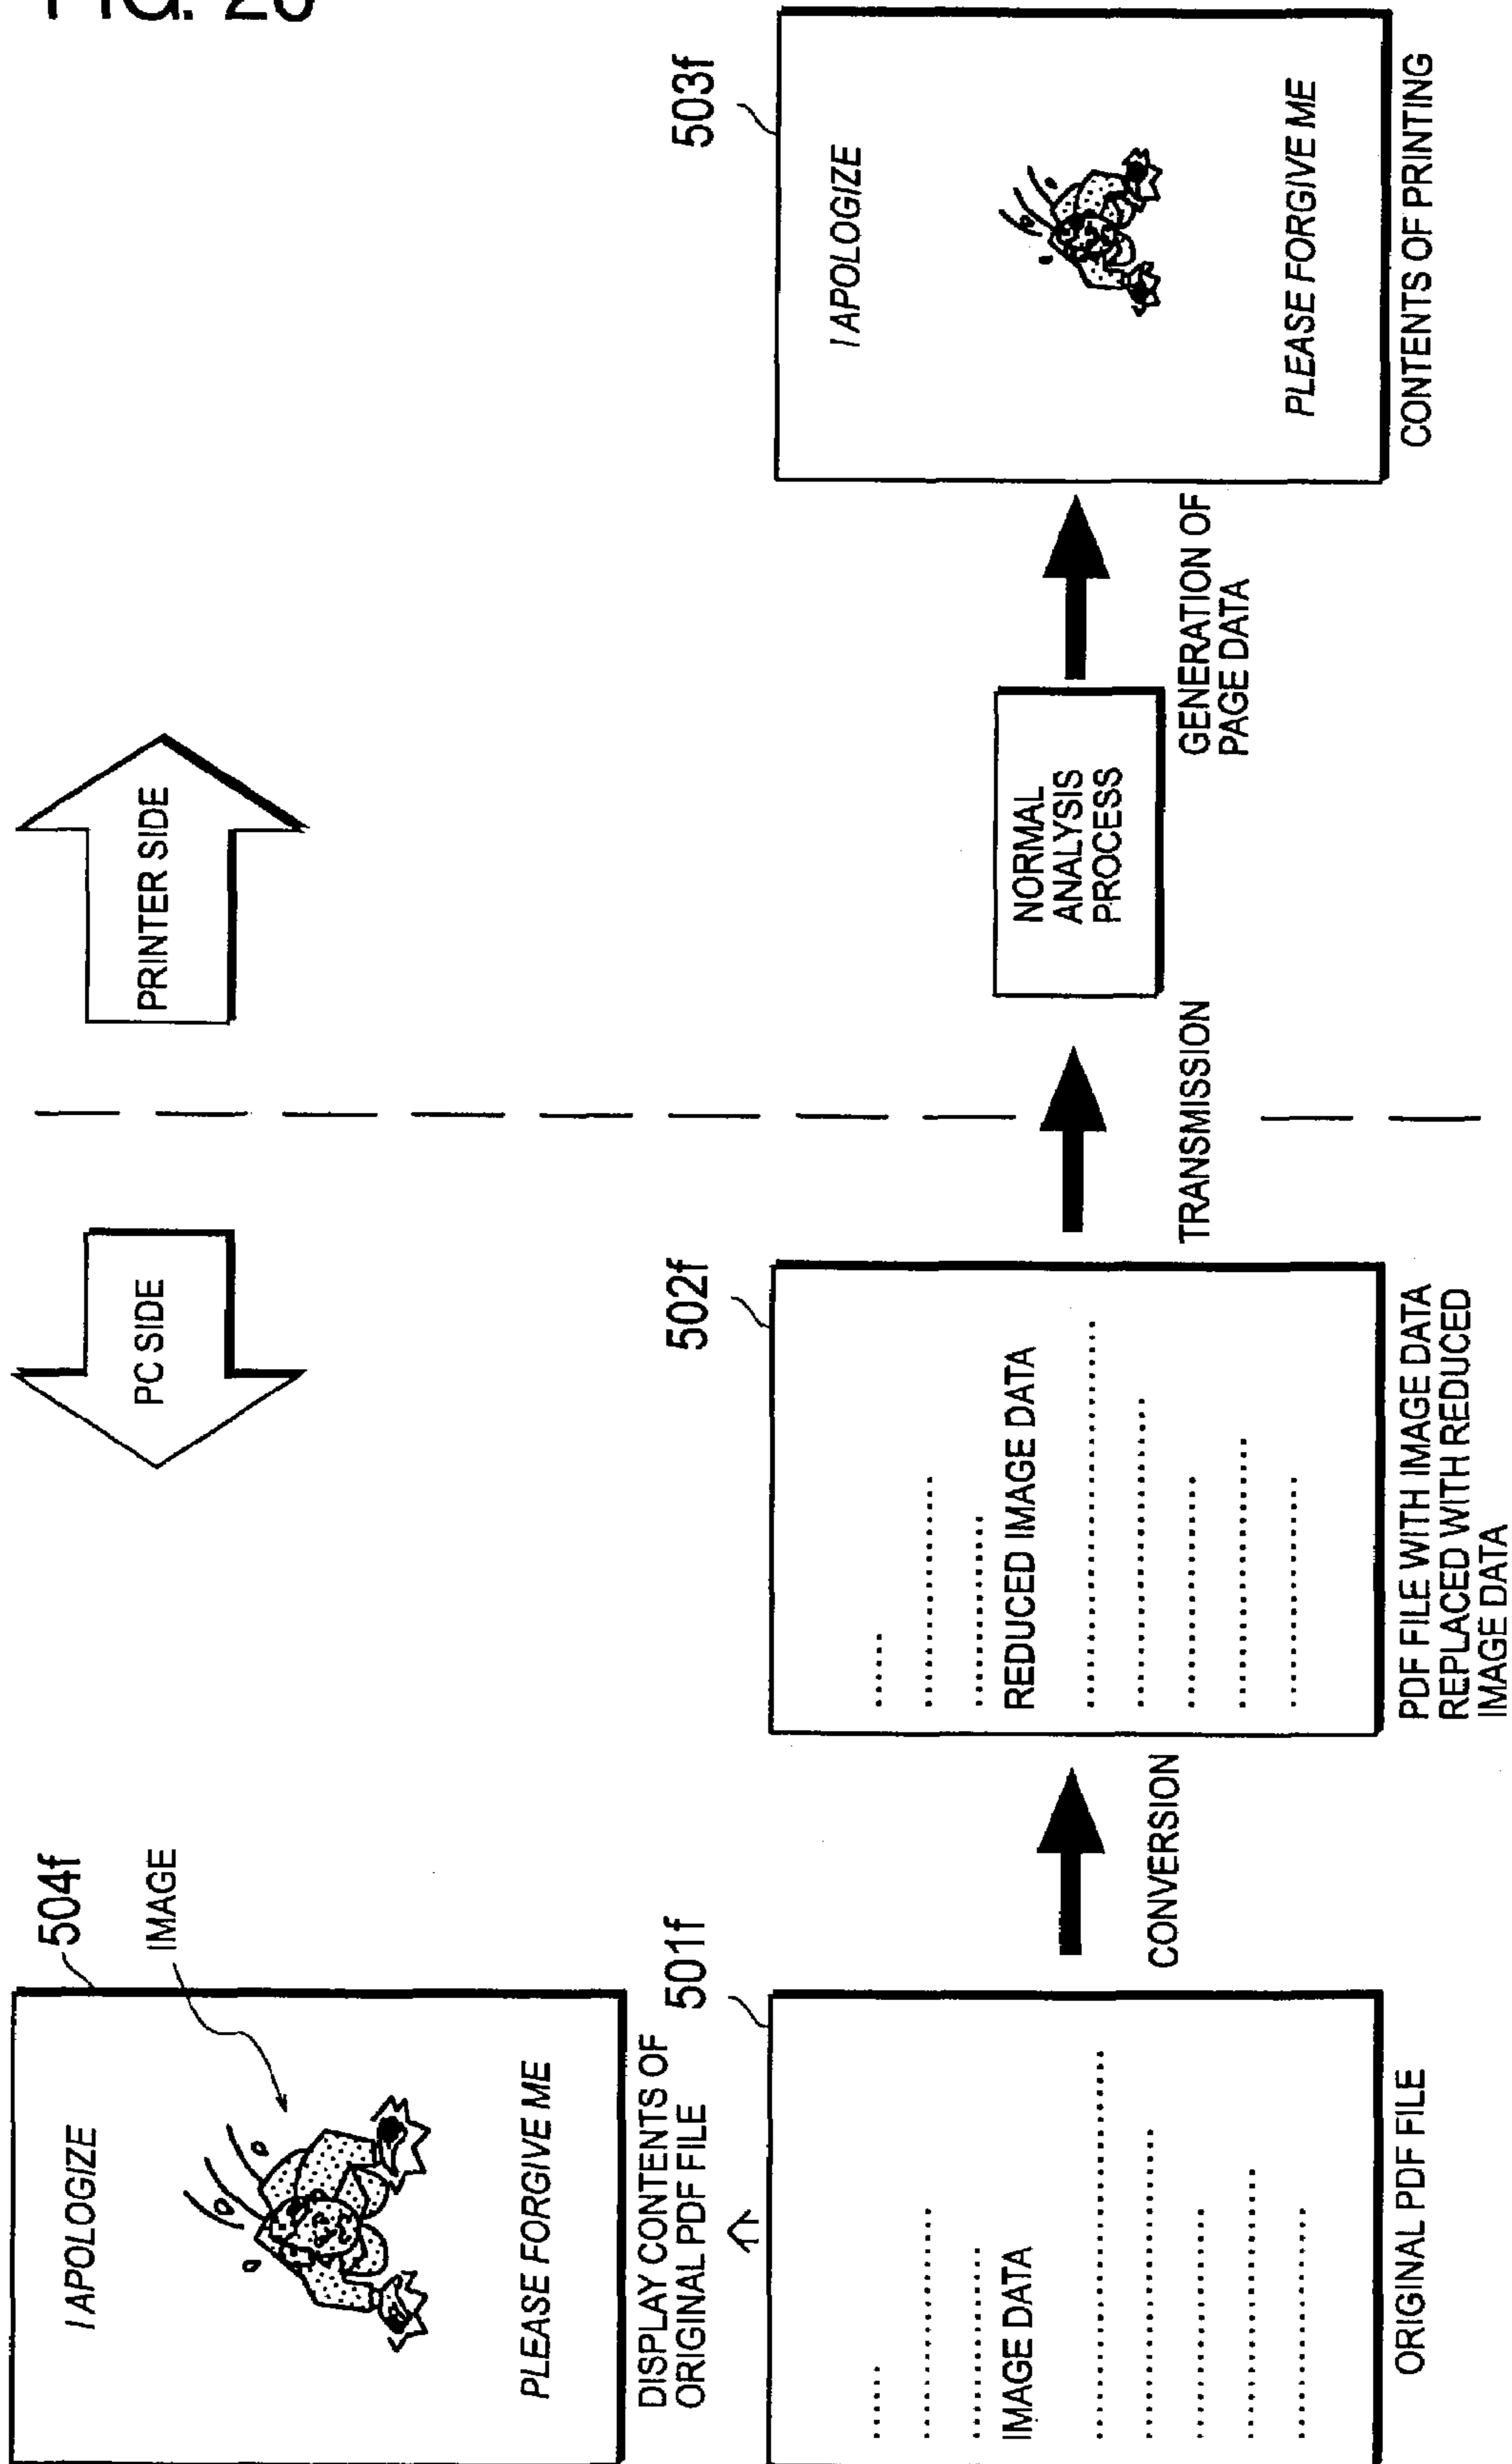 FIG.
PC SIDE
PRINTER SIDE
504f
IMAGE
I APOLOGIZE
PLEASE FORGIVE ME
DISPLAY CONTENTS OF
ORIGINAL PDF FILE
501f
IMAGE DATA
ORIGINAL PDF FILE
CONVERSION
502f
REDUCED IMAGE DATA
PDF FILE WITH IMAGE DATA
REPLACED WITH REDUCED
IMAGE DATA
TRANSMISSION
NORMAL
ANALYSIS
PROCESS
GENERATION OF
PAGE DATA
503f
I APOLOGIZE
PLEASE FORGIVE ME
CONTENTS OF PRINTING